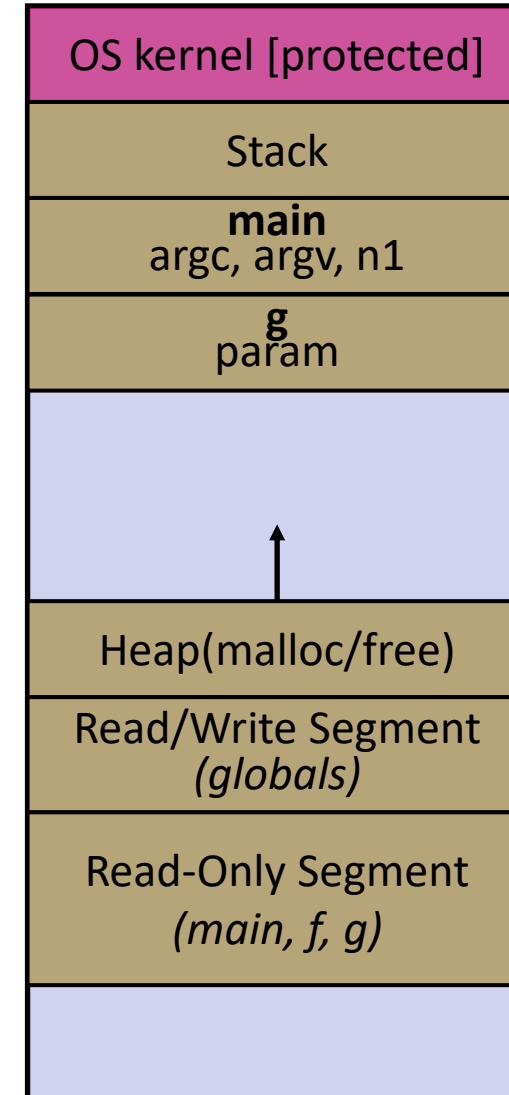 OS kernel [protected]
Stack
main
argc, argv, n1
g
param
Heap(malloc/free)
Read/Write Segment
(globals)
Read-Only Segment
(main, f, g)